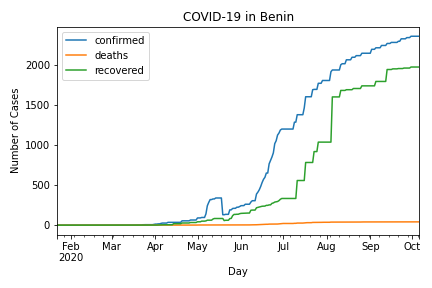 COVID-19 in Benin
confirmed
deaths
recovered
Number of Cases
2000
1500
1000
500
0
Feb Mar Apr May Jun Jul Aug Sep Oct
2020
Day